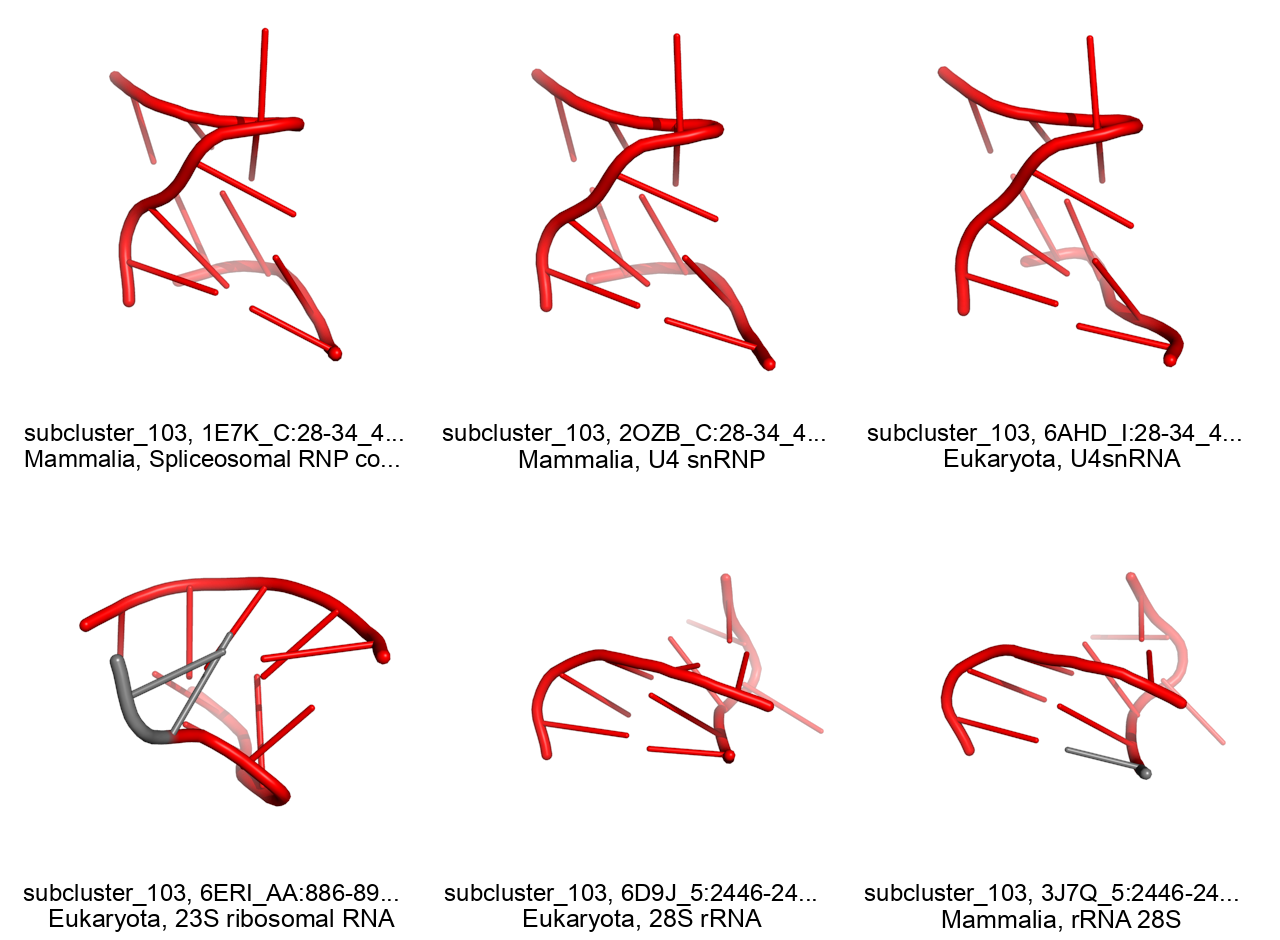 subcluster_103, 1E7K_C:28-34_4...
Mammalia, Spliceosomal RNP co...
subcluster_103, 2OZB_C:28-34_4...
Mammalia, U4 snRNP
subcluster_103, 6AHD_I:28-34_4...
Eukaryota, U4snRNA
subcluster_103, 6ERI_AA:886-89...
Eukaryota, 23S ribosomal RNA
subcluster_103, 6D9J_5:2446-24...
Eukaryota, 28S rRNA
subcluster_103, 3J7Q_5:2446-24...
Mammalia, rRNA 28S